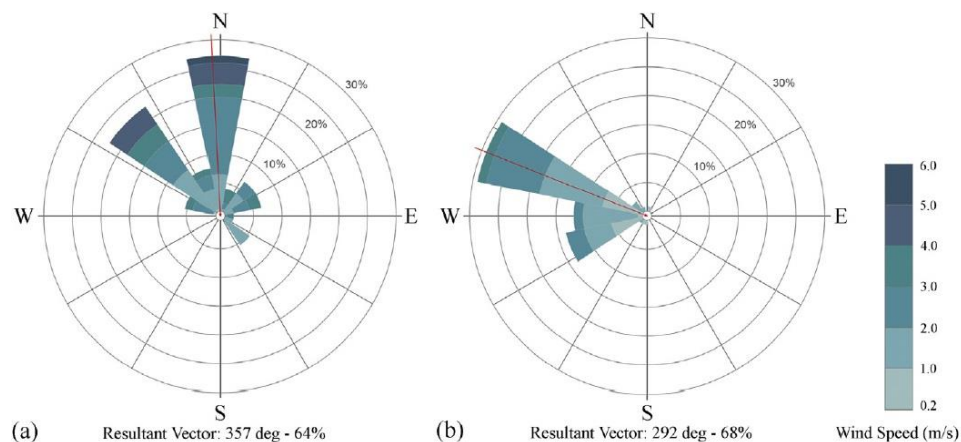 N
30%
20%
10%
W
E
S
(a)
Resultant Vector: 357 deg - 64%
N
30%
20%
10%
W
E
S
(b)
Resultant Vector: 292 deg - 68%
6.0
5.0
4.0
3.0
2.0
1.0
0.2
Wind Speed (m/s)